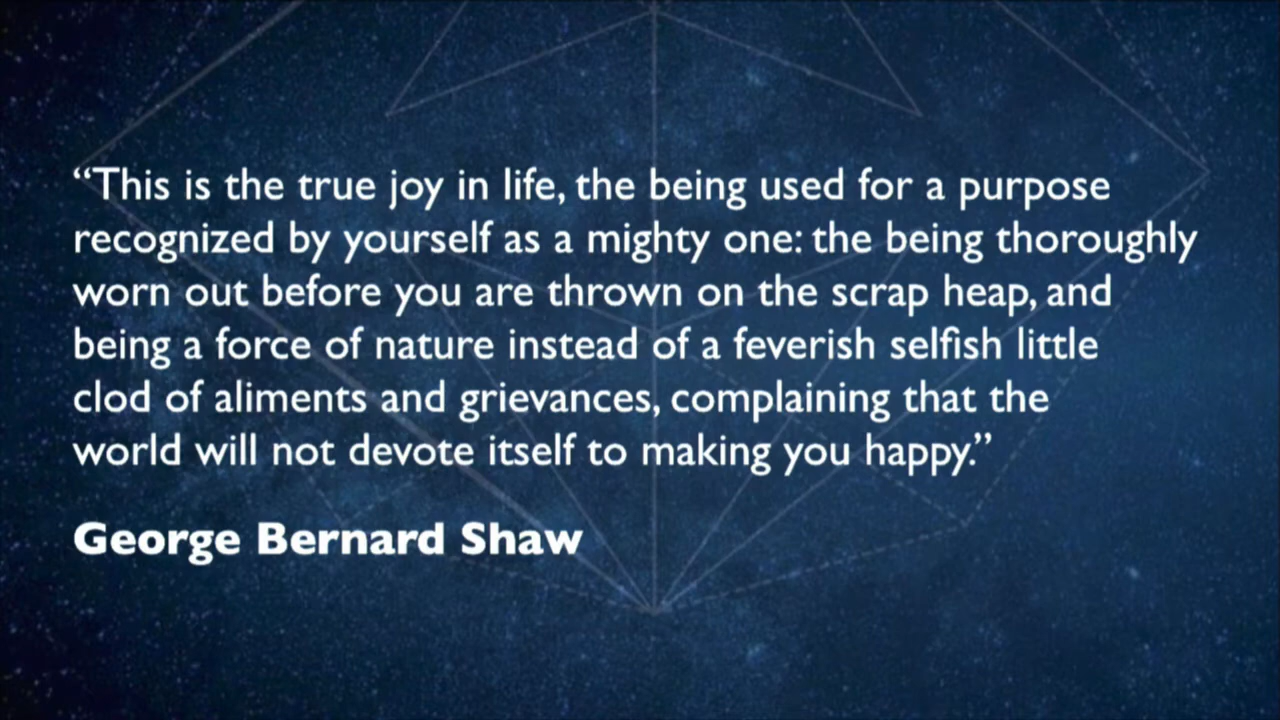 “This is the true joy in life, the being used for a purpose
recognized by yourself as a mighty one: the being thoroughly
worn out before you are thrown on the scrap heap, and
being a force of nature instead of a feverish selfish little
clod of aliments and grievances, complaining that the
world will not devote itself to making you happy.”
George Bernard Shaw